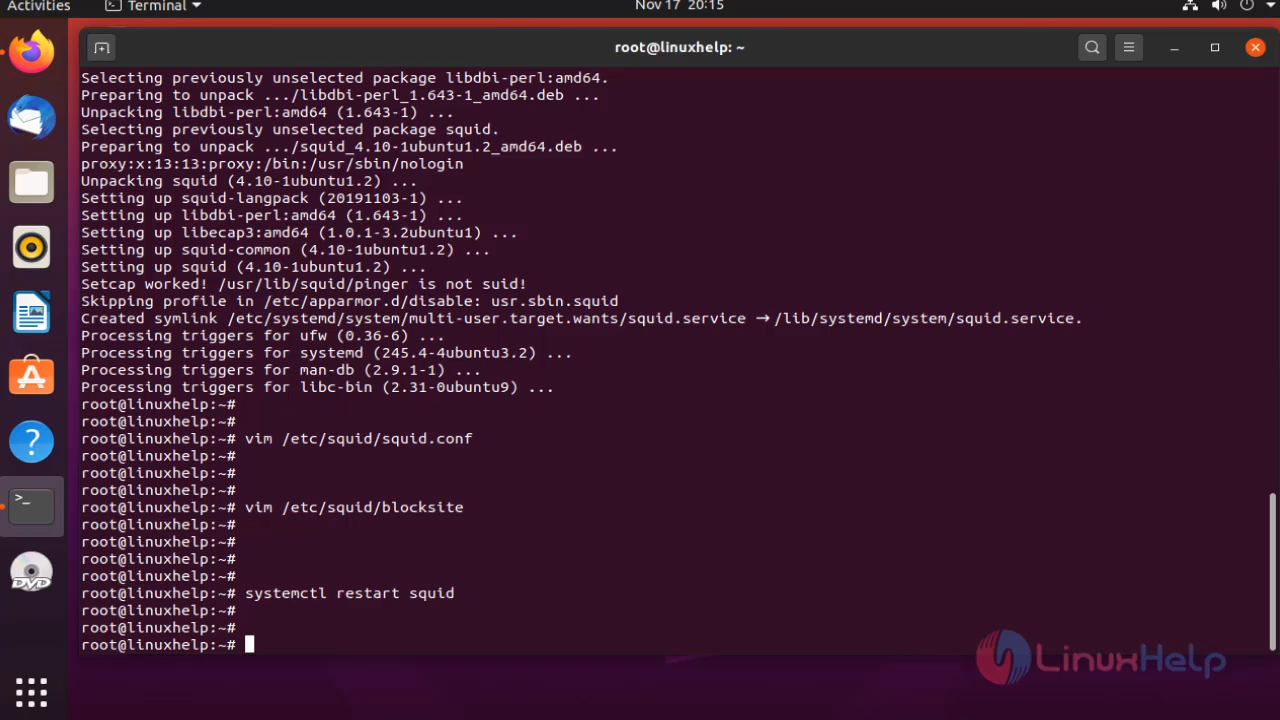 Activities
Terminal
Nov 17 20:15
root@linuxhelp: ~
Selecting previously unselected package libdbi-perl:amd64.
Preparing to unpack .../libdbi-perl_1.643-1_amd64.deb ...
Unpacking libdbi-perl:amd64 (1.643-1) ...
Selecting previously unselected package squid.
Preparing to unpack .../squid_4.10-1ubuntu1.2_amd64.deb ...
proxy:x:13:13:proxy:/bin:/usr/sbin/nologin
Unpacking squid (4.10-1ubuntu1.2) ...
Setting up squid-langpack (20191103-1) ...
Setting up libdbi-perl:amd64 (1.643-1) ...
Setting up libecap3:amd64 (1.0.1-3.2ubuntu1) ...
Setting up squid-common (4.10-1ubuntu1.2) ...
Setting up squid (4.10-1ubuntu1.2) ...
Setcap worked! /usr/lib/squid/pinger is not suid!
Skipping profile in /etc/apparmor.d/disable: usr.sbin.squid
Created symlink /etc/systemd/system/multi-user.target.wants/squid.service → /lib/systemd/system/squid.service.
Processing triggers for ufw (0.36-6) ...
Processing triggers for systemd (245.4-4ubuntu3.2) ...
Processing triggers for man-db (2.9.1-1) ...
Processing triggers for libc-bin (2.31-0ubuntu9) ...
root@linuxhelp:~#
root@linuxhelp:~#
root@linuxhelp:~# vim /etc/squid/squid.conf
root@linuxhelp:~#
root@linuxhelp:~#
root@linuxhelp:~#
root@linuxhelp:~# vim /etc/squid/blocksite
root@linuxhelp:~#
root@linuxhelp:~#
root@linuxhelp:~#
root@linuxhelp:~#
root@linuxhelp:~# systemctl restart squid
root@linuxhelp:~#
root@linuxhelp:~#
root@linuxhelp:~#
LinuxHelp
DVD